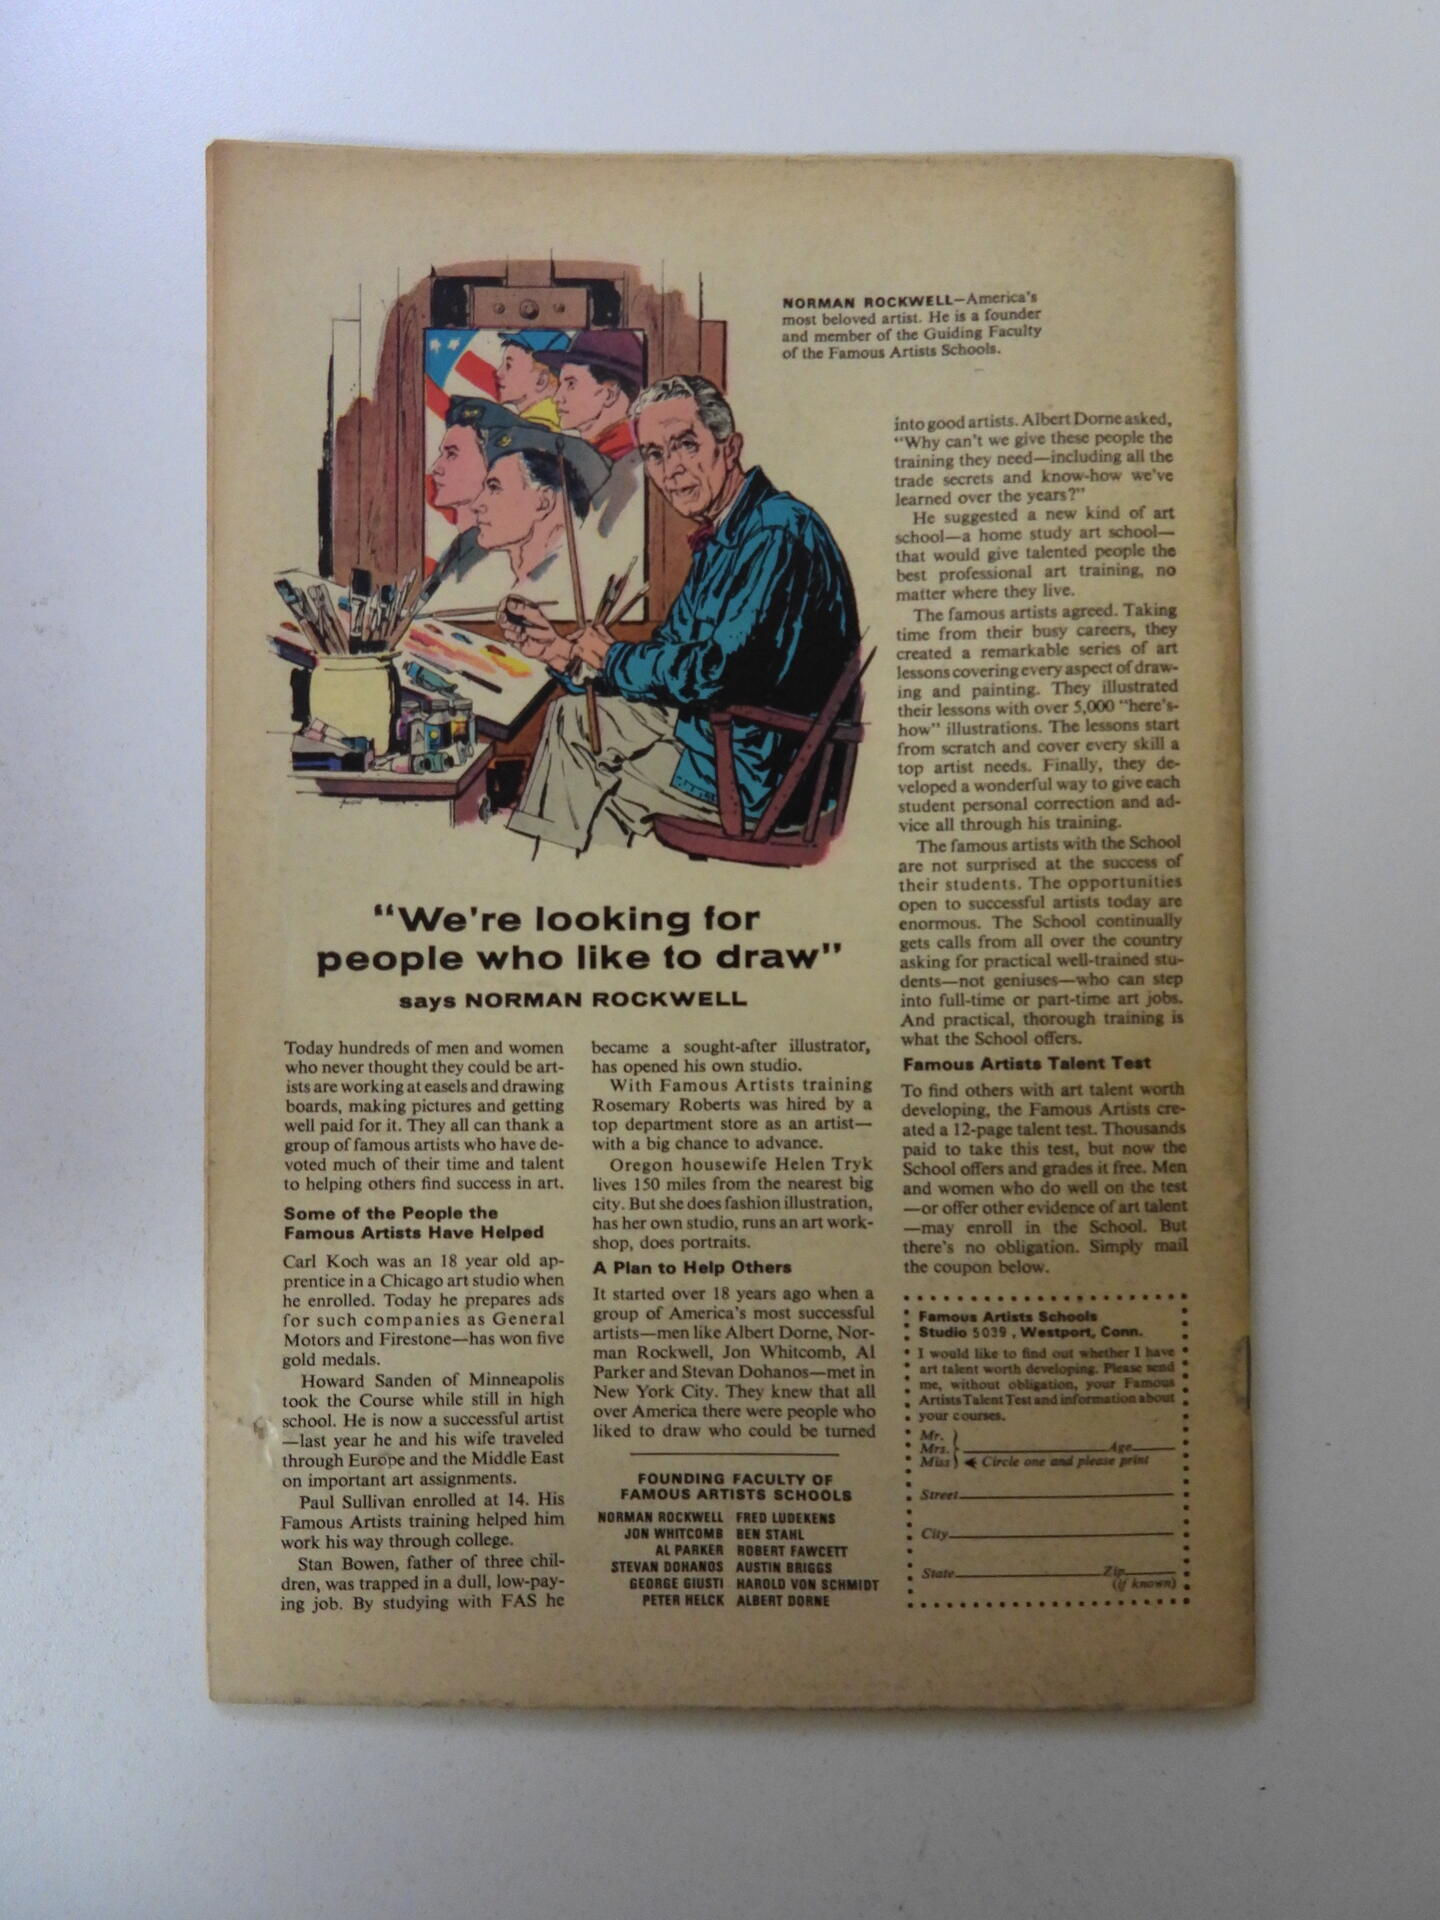 NORMAN ROCKWELL—America's
most beloved artist. He is a founder
and member of the Guiding Faculty
of the Famous Artists Schools.
"We're looking for
people who like to draw"
says NORMAN ROCKWELL
Today hundreds of men and women
who never thought they could be art-
ists are working at easels and drawing
boards, making pictures and getting
well paid for it. They all can thank a
group of famous artists who have de-
voted much of their time and talent
to helping others find success in art.
Some of the People the
Famous Artists Have Helped
Carl Koch was an 18 year old ap-
prentice in a Chicago art studio when
he enrolled. Today he prepares ads
for such companies as General
Motors and Firestone—has won five
gold medals.
Howard Sanden of Minneapolis
took the Course while still in high
school. He is now a successful artist
—last year he and his wife traveled
through Europe and the Middle East
on important art assignments.
Paul Sullivan enrolled at 14. His
Famous Artists training helped him
work his way through college.
Stan Bowen, father of three chil-
dren, was trapped in a dull, low-pay-
ing job. By studying with FAS he
became a sought-after illustrator,
has opened his own studio.
With Famous Artists training
Rosemary Roberts was hired by a
top department store as an artist—
with a big chance to advance.
Oregon housewife Helen Tryk
lives 150 miles from the nearest big
city. But she does fashion illustration,
has her own studio, runs an art work-
shop, does portraits.
A Plan to Help Others
It started over 18 years ago when a
group of America's most successful
artists—men like Albert Dorne, Nor-
man Rockwell, Jon Whitcomb, Al
Parker and Stevan Dohanos—met in
New York City. They knew that all
over America there were people who
liked to draw who could be turned
FOUNDING FACULTY OF
FAMOUS ARTISTS SCHOOLS
NORMAN ROCKWELL FRED LUDEKENS
JON WHITCOMB BEN STAHL
AL PARKER ROBERT FAWCETT
STEVAN DOHANOS AUSTIN BRIGGS
GEORGE GIUSTI HAROLD VON SCHMIDT
PETER HELCK ALBERT DORNE
into good artists. Albert Dorne asked,
"Why can't we give these people the
training they need—including all the
trade secrets and know-how we've
learned over the years?"
He suggested a new kind of art
school—a home study art school—
that would give talented people the
best professional art training, no
matter where they live.
The famous artists agreed. Taking
time from their busy careers, they
created a remarkable series of art
lessons covering every aspect of draw-
ing and painting. They illustrated
their lessons with over 5,000 "here's-
how" illustrations. The lessons start
from scratch and cover every skill a
top artist needs. Finally, they de-
veloped a wonderful way to give each
student personal correction and ad-
vice all through his training.
The famous artists with the School
are not surprised at the success of
their students. The opportunities
open to successful artists today are
enormous. The School continually
gets calls from all over the country
asking for practical well-trained stu-
dents—not geniuses—who can step
into full-time or part-time art jobs.
And practical, thorough training is
what the School offers.
Famous Artists Talent Test
To find others with art talent worth
developing, the Famous Artists cre-
ated a 12-page talent test. Thousands
paid to take this test, but now the
School offers and grades it free. Men
and women who do well on the test
—or offer other evidence of art talent
—may enroll in the School. But
there's no obligation. Simply mail
the coupon below.
Famous Artists Schools
Studio 5039, Westport, Conn.
I would like to find out whether I have
art talent worth developing. Please send
me, without obligation, your Famous
Artists Talent Test and information about
your courses.
Mr.
Mrs. Age
Miss Circle one and please print
Street
City
State Zip
(if known)